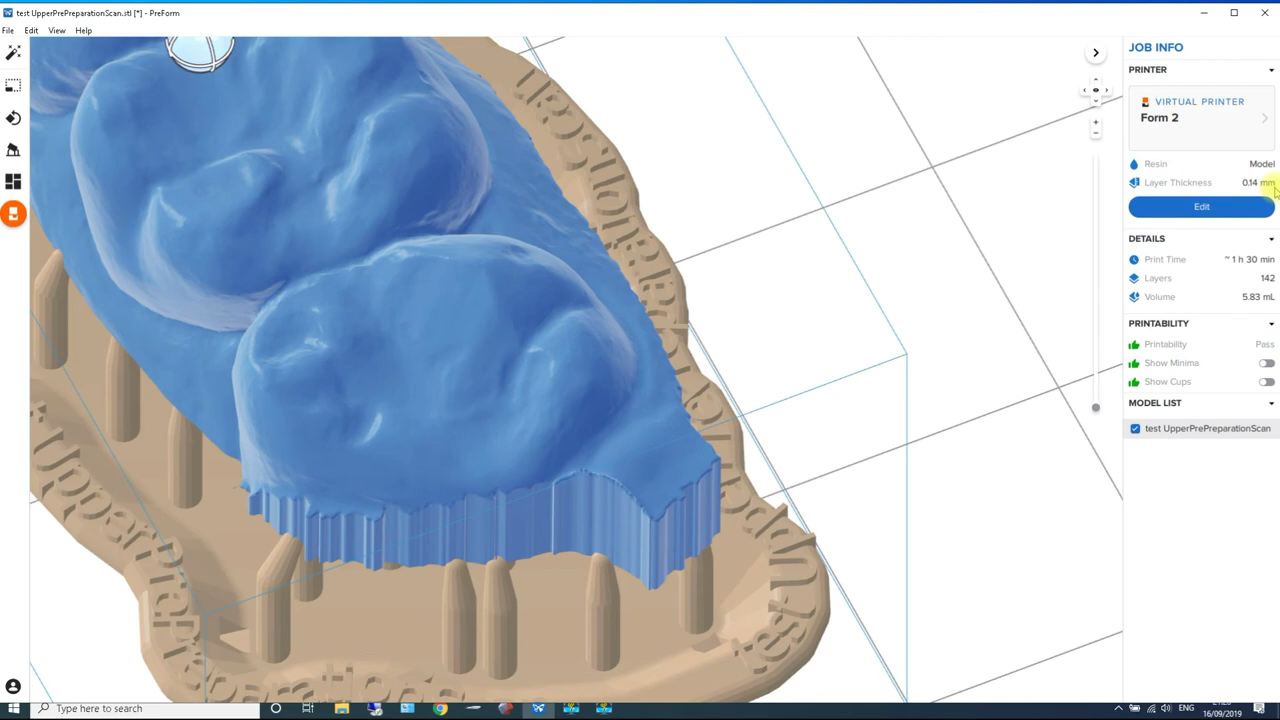 test UpperPrePreparationScan.stl [*] - PreForm
File Edit View Help
JOB INFO
PRINTER
VIRTUAL PRINTER
Form 2
Resin Model
Layer Thickness 0.14 mm
Edit
DETAILS
Print Time ~ 1 h 30 min
Layers 142
Volume 5.83 mL
PRINTABILITY
Printability Pass
Show Minima
Show Cups
MODEL LIST
test UpperPrePreparationScan
Type here to search
ENG
16/09/2019